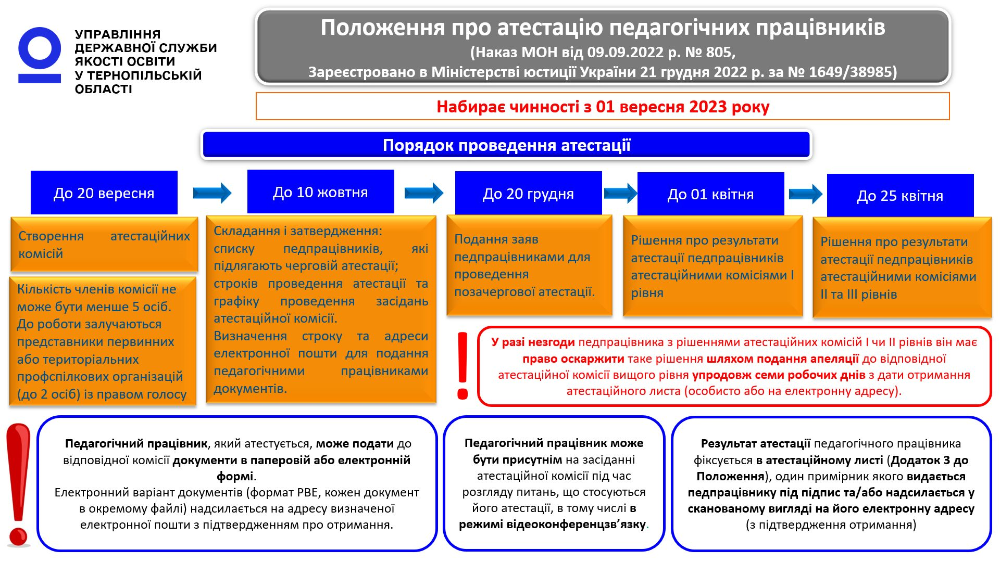 УПРАВЛІННЯ
ДЕРЖАВНОЇ СЛУЖБИ
ЯКОСТІ ОСВІТИ
У ТЕРНОПІЛЬСЬКІЙ
ОБЛАСТІ
Положення про атестацію педагогічних працівників
(Наказ МОН від 09.09.2022 р. № 805,
Зареєстровано в Міністерстві юстиції України 21 грудня 2022 р. за № 1649/38985)
Набирає чинності з 01 вересня 2023 року
Порядок проведення атестації
До 20 вересня
Створення атестаційних
комісій
Кількість членів комісії не
може бути менше 5 осіб.
До роботи залучаються
представники первинних
або територіальних
профспілкових організацій
(до 2 осіб) із правом голосу
До 10 жовтня
Складання і затвердження:
списку педпрацівників, які
підлягають черговій атестації;
строків проведення атестації та
графіку проведення засідань
атестаційної комісії.
Визначення строку та адреси
електронної пошти для подання
педагогічними працівниками
документів.
До 20 грудня
Подання заяв
педпрацівниками для
проведення
позачергової атестації.
До 01 квітня
Рішення про результати
атестації педпрацівників
атестаційними комісіями І
рівня
До 25 квітня
Рішення про результати
атестації педпрацівників
атестаційними комісіями
ІІ та ІІІ рівнів
У разі незгоди педпрацівника з рішеннями атестаційних комісій І чи ІІ рівнів він має
право оскаржити таке рішення шляхом подання апеляції до відповідної
атестаційної комісії вищого рівня упродовж семи робочих днів з дати отримання
атестаційного листа (особисто або на електронну адресу).
Педагогічний працівник, який атестується, може подати до
відповідної комісії документи в паперовій або електронній
формі.
Електронний варіант документів (формат PBE, кожен документ
в окремому файлі) надсилається на адресу визначеної
електронної пошти з підтвердженням про отримання.
Педагогічний працівник може
бути присутнім на засіданні
атестаційної комісії під час
розгляду питань, що стосуються
його атестації, в тому числі в
режимі відеоконференцзв’язку.
Результат атестації педагогічного працівника
фіксується в атестаційному листі (Додаток 3 до
Положення), один примірник якого видається
педпрацівнику під підпис та/або надсилається у
сканованому вигляді на його електронну адресу
(з підтвердження отримання)